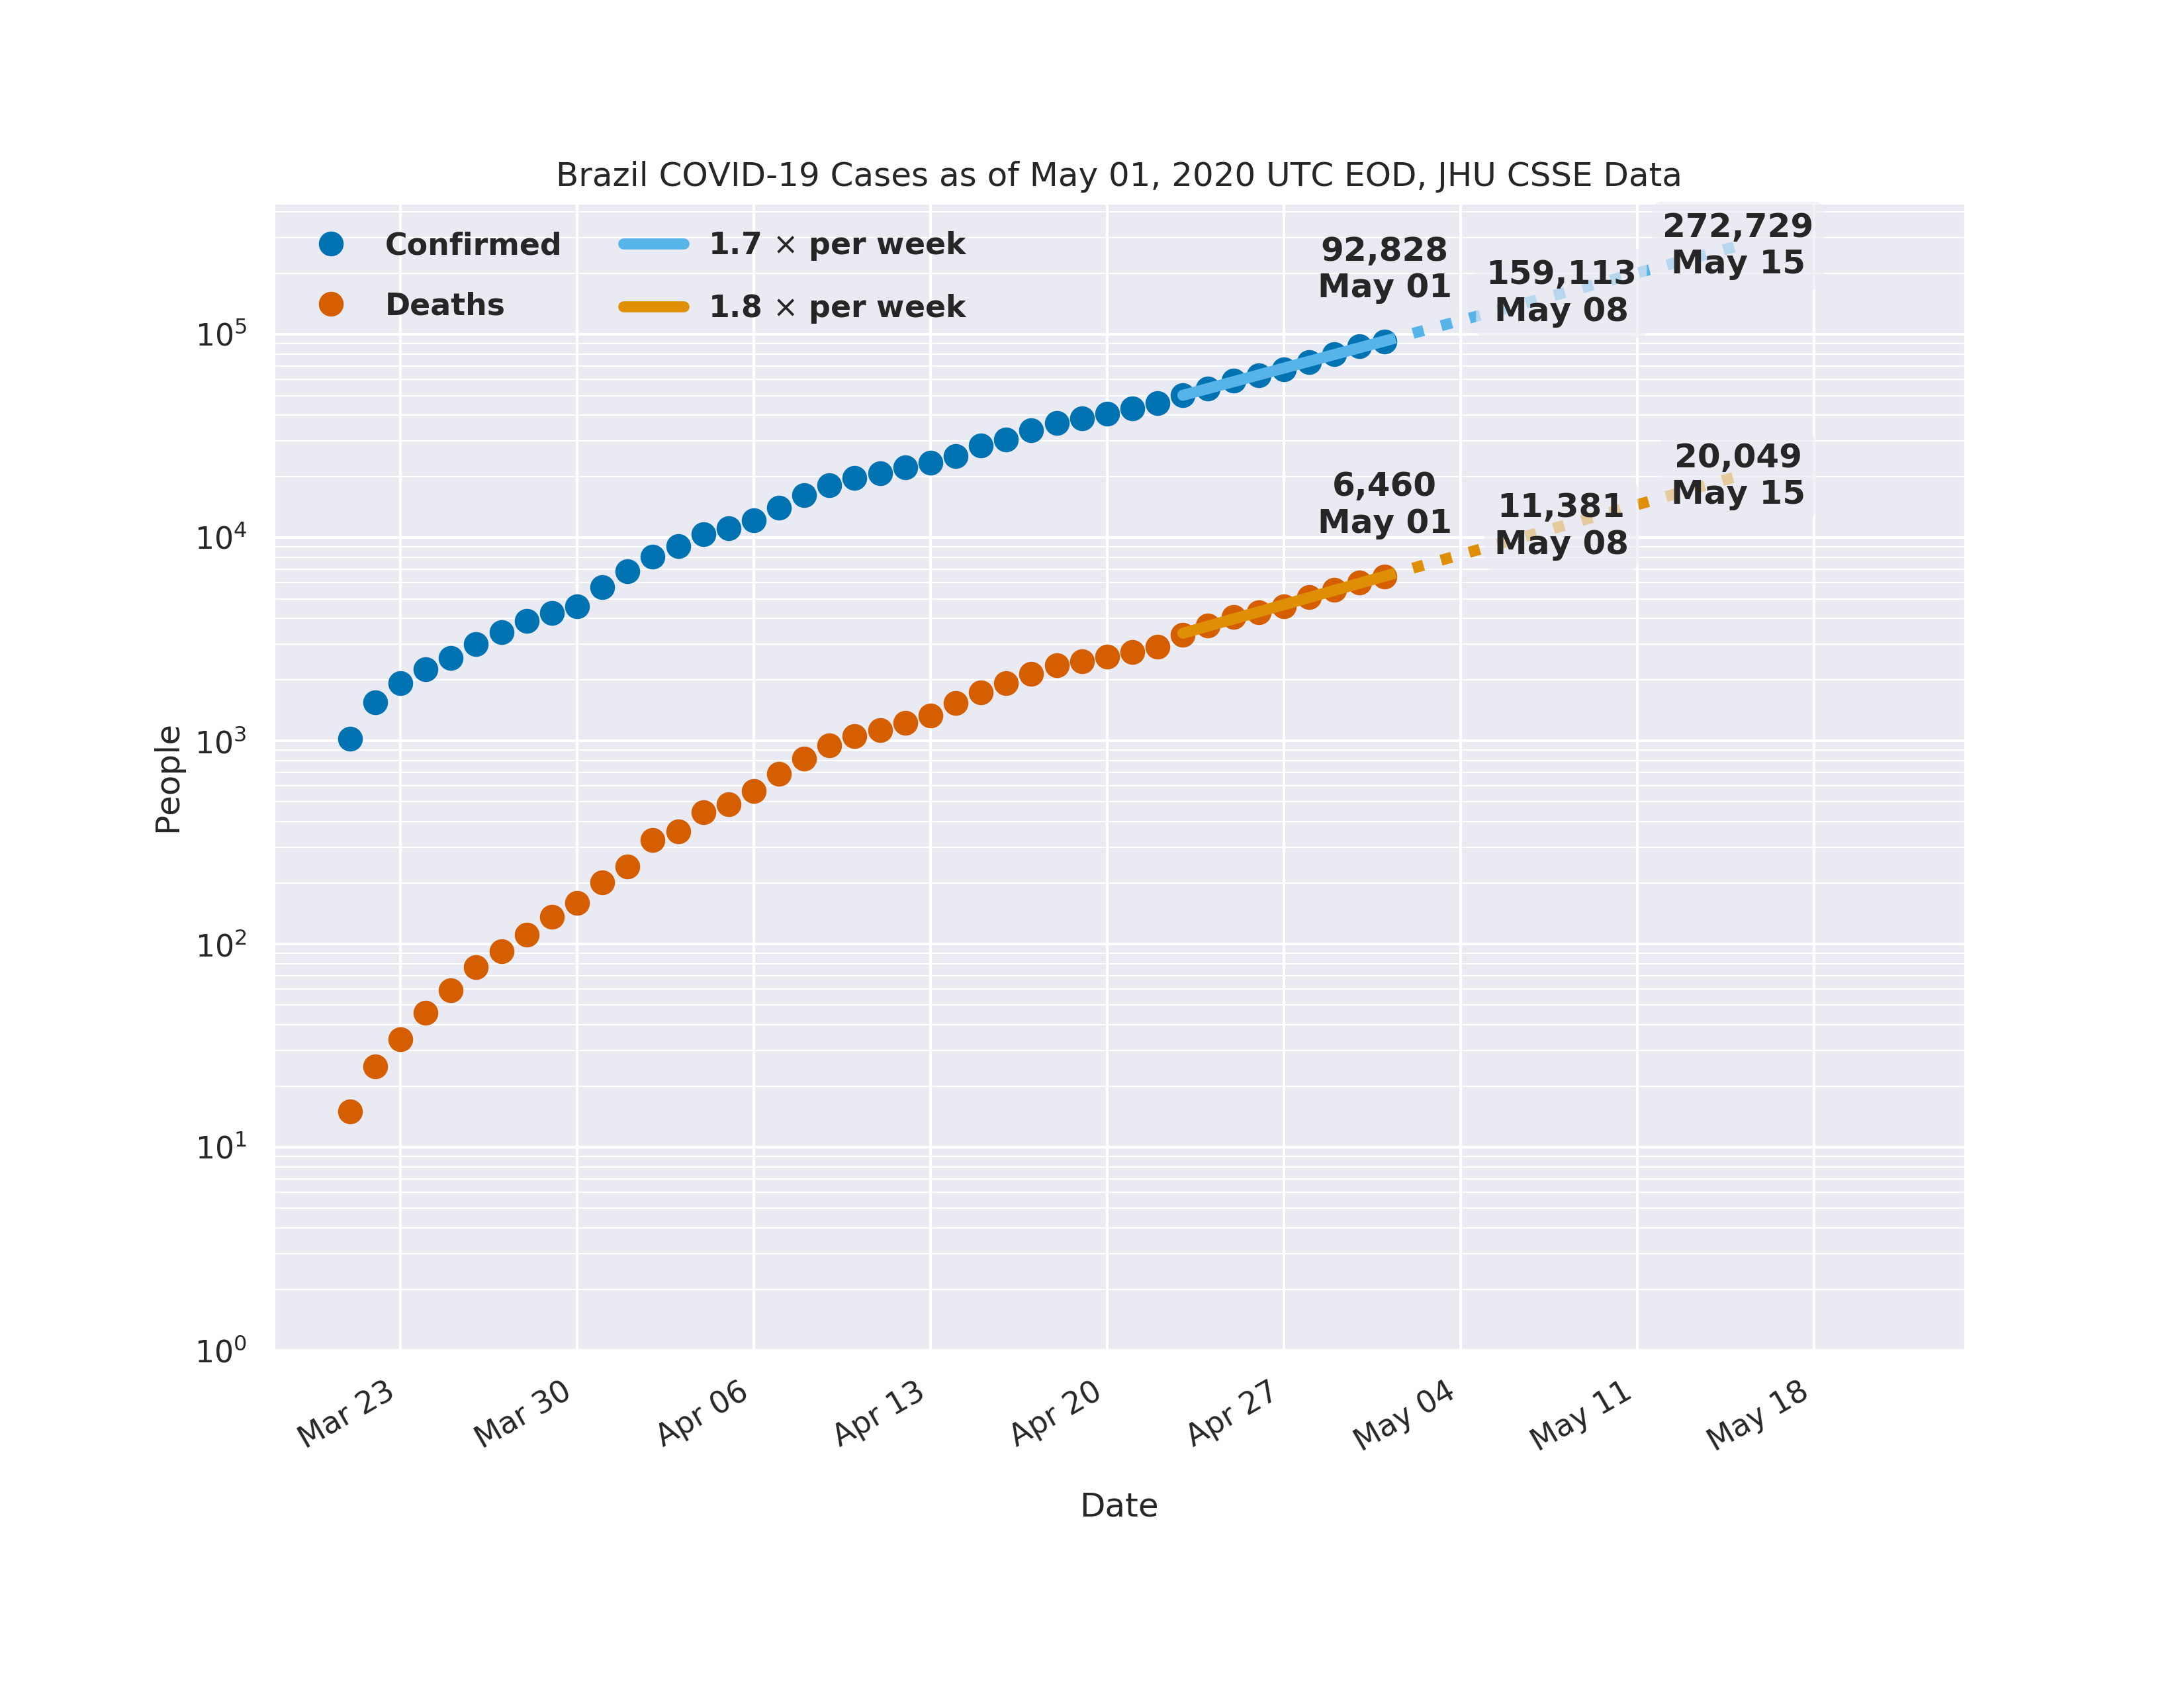 Brazil COVID-19 Cases as of May 01, 2020 UTC EOD, JHU CSSE Data
Confirmed
Deaths
1.7 × per week
1.8 × per week
92,828
May 01
159,113
May 08
272,729
May 15
6,460
May 01
11,381
May 08
20,049
May 15
People
10⁵
10⁴
10³
10²
10¹
10⁰
Mar 23
Mar 30
Apr 06
Apr 13
Apr 20
Apr 27
May 04
May 11
May 18
Date